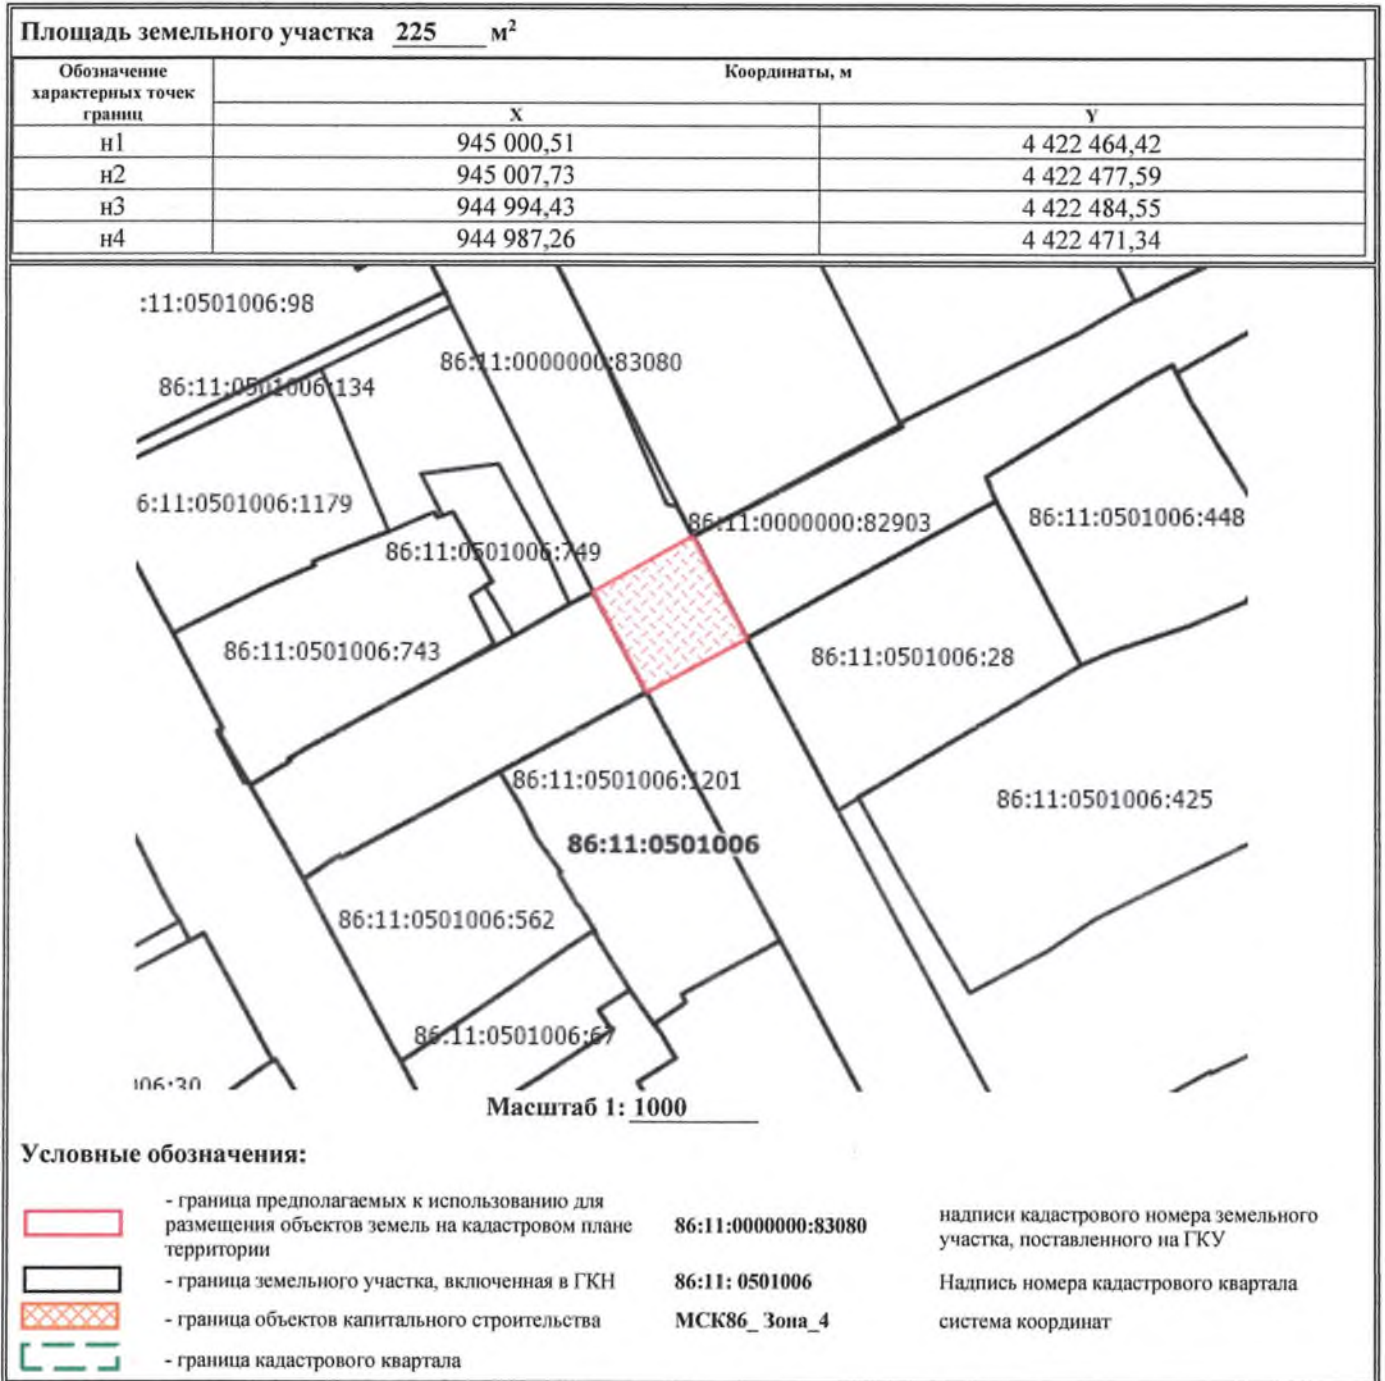 Площадь земельного участка 225 м²
Обозначение характерных точек границ
Координаты, м
X Y
н1 945 000,51 4 422 464,42
н2 945 007,73 4 422 477,59
н3 944 994,43 4 422 484,55
н4 944 987,26 4 422 471,34
:11:0501006:98
86:11:0000000:83080
86:11:0501006:134
6:11:0501006:1179
86:11:0000000:82903
86:11:0501006:448
86:11:0501006:749
86:11:0501006:743
86:11:0501006:28
86:11:0501006:1201
86:11:0501006:425
86:11:0501006
86:11:0501006:562
86:11:0501006:67
006:30
Масштаб 1: 1000
Условные обозначения:
- граница предполагаемых к использованию для
размещения объектов земель на кадастровом плане
территории
86:11:0000000:83080
надписи кадастрового номера земельного
участка, поставленного на ГКУ
- граница земельного участка, включенная в ГКН
86:11: 0501006
Надпись номера кадастрового квартала
- граница объектов капитального строительства
МСК86_ Зона_4
система координат
- граница кадастрового квартала